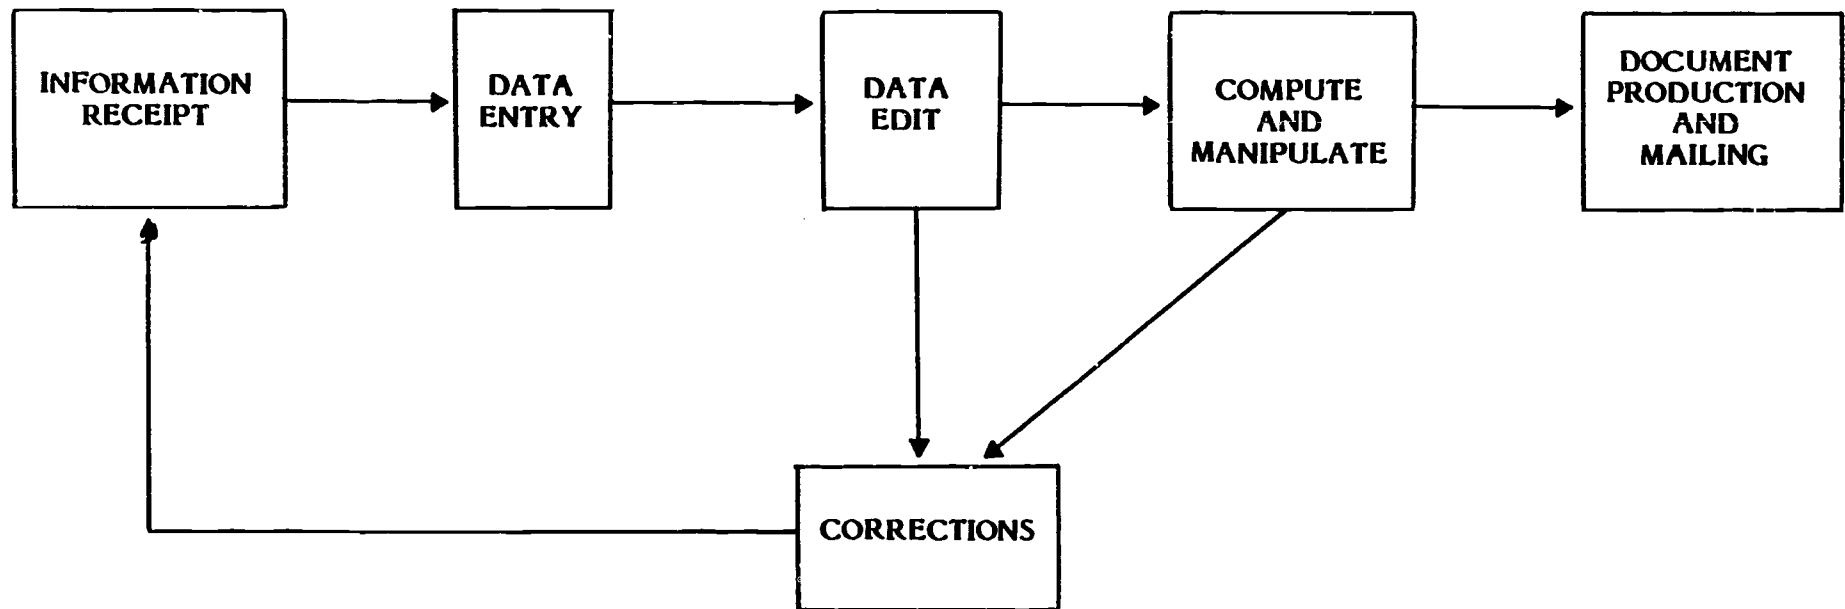 INFORMATION
RECEIPT
DATA
ENTRY
DATA
EDIT
COMPUTE
AND
MANIPULATE
DOCUMENT
PRODUCTION
AND
MAILING
CORRECTIONS